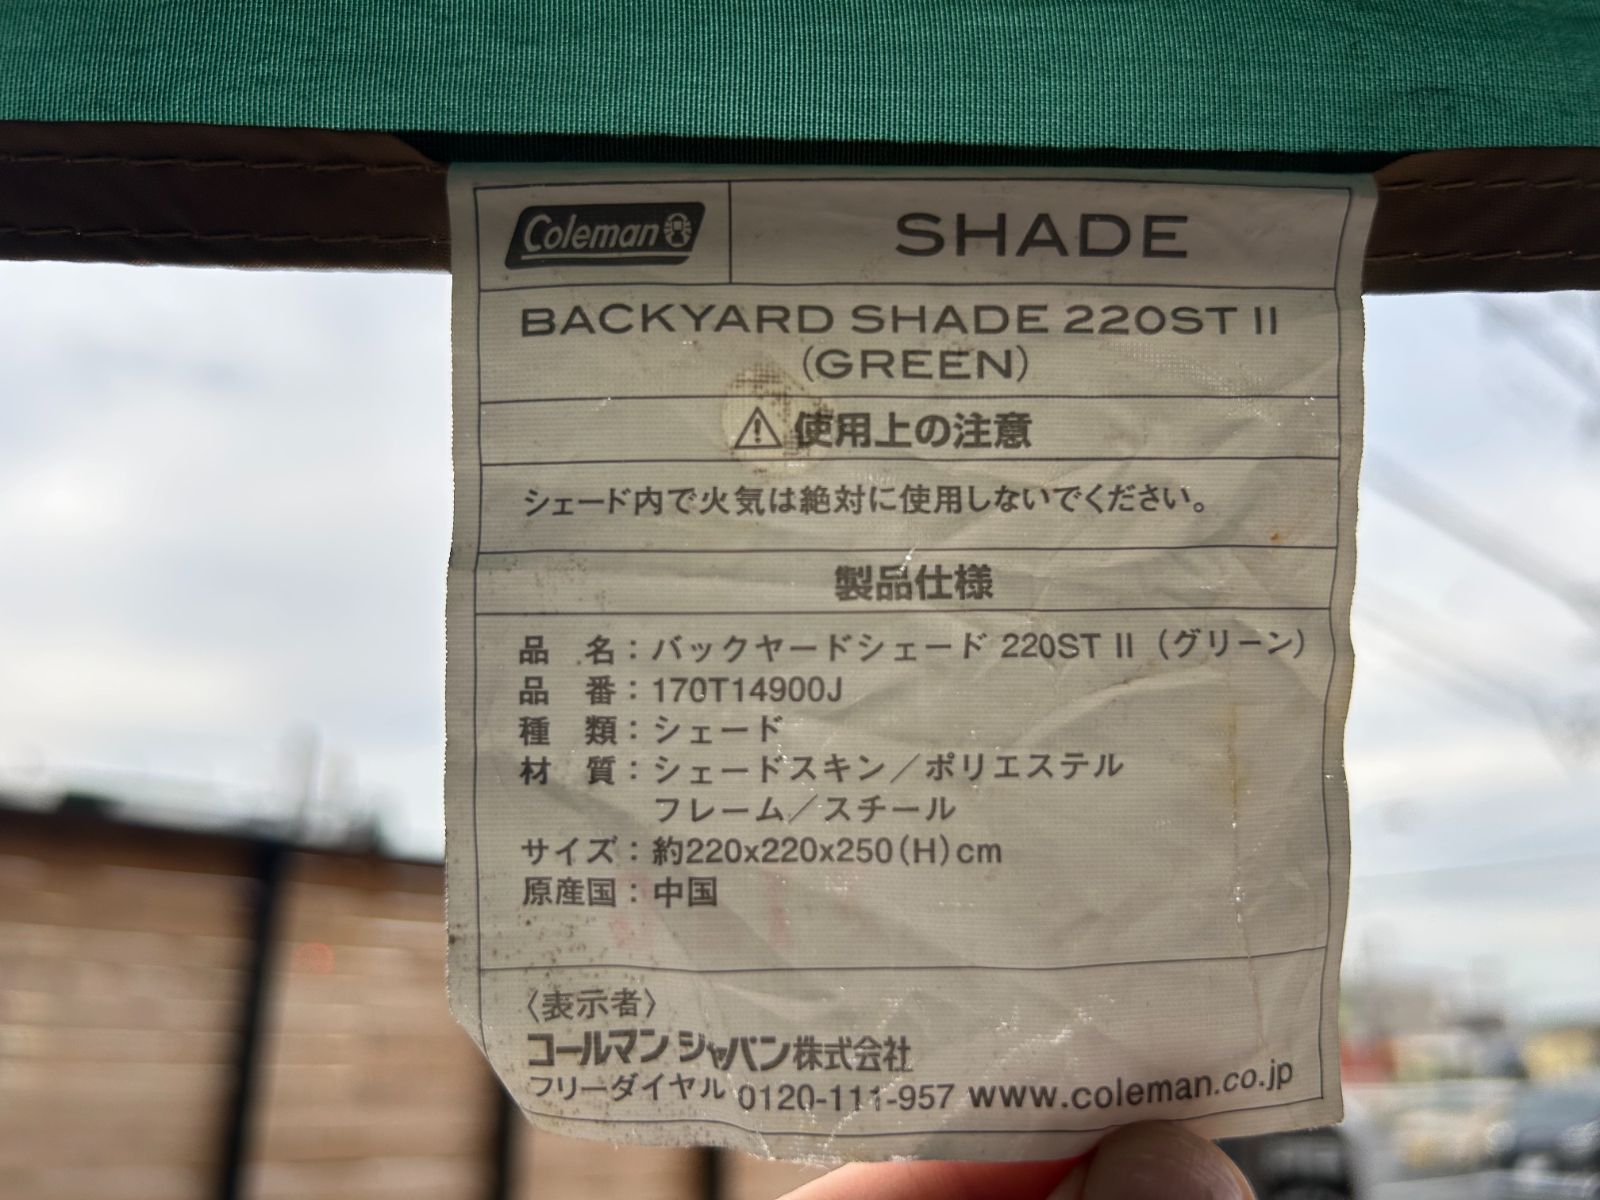 Coleman
SHADE
BACKYARD SHADE 220ST II
(GREEN)
⚠使用上の注意
シェード内で火気は絶対に使用しないでください。
製品仕様
品　名：バックヤードシェード 220ST II（グリーン）
品　番：170T14900J
種　類：シェード
材　質：シェードスキン／ポリエステル
フレーム／スチール
サイズ：約220x220x250(H)cm
原産国：中国
〈表示者〉
コールマン ジャパン株式会社
フリーダイヤル 0120-111-957 www.coleman.co.jp